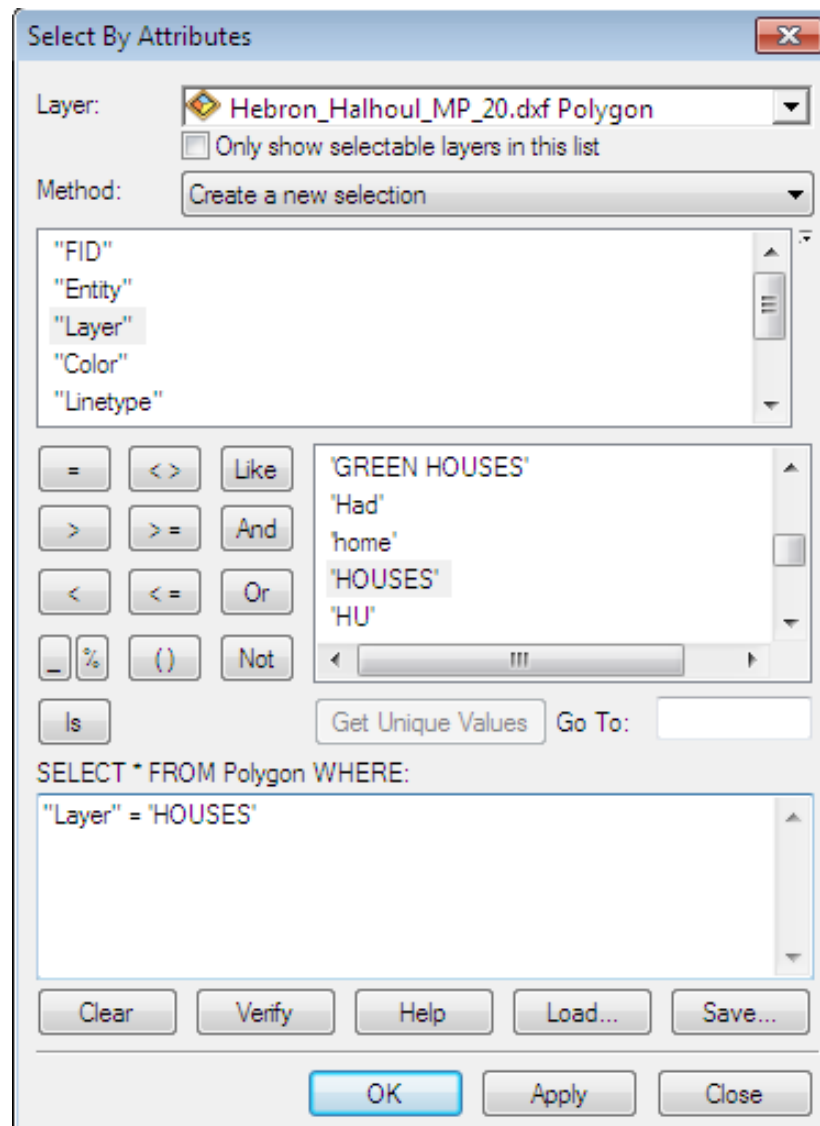 Select By Attributes
Layer: Hebron_Halhoul_MP_20.dxf Polygon
Only show selectable layers in this list
Method: Create a new selection
"FID"
"Entity"
"Layer"
"Color"
"Linetype"
= < > Like
> > = And
< < = Or
_ % ( ) Not
Is
'GREEN HOUSES'
'Had'
'home'
'HOUSES'
'HU'
Get Unique Values Go To:
SELECT * FROM Polygon WHERE:
"Layer" = 'HOUSES'
Clear Verify Help Load... Save...
OK Apply Close